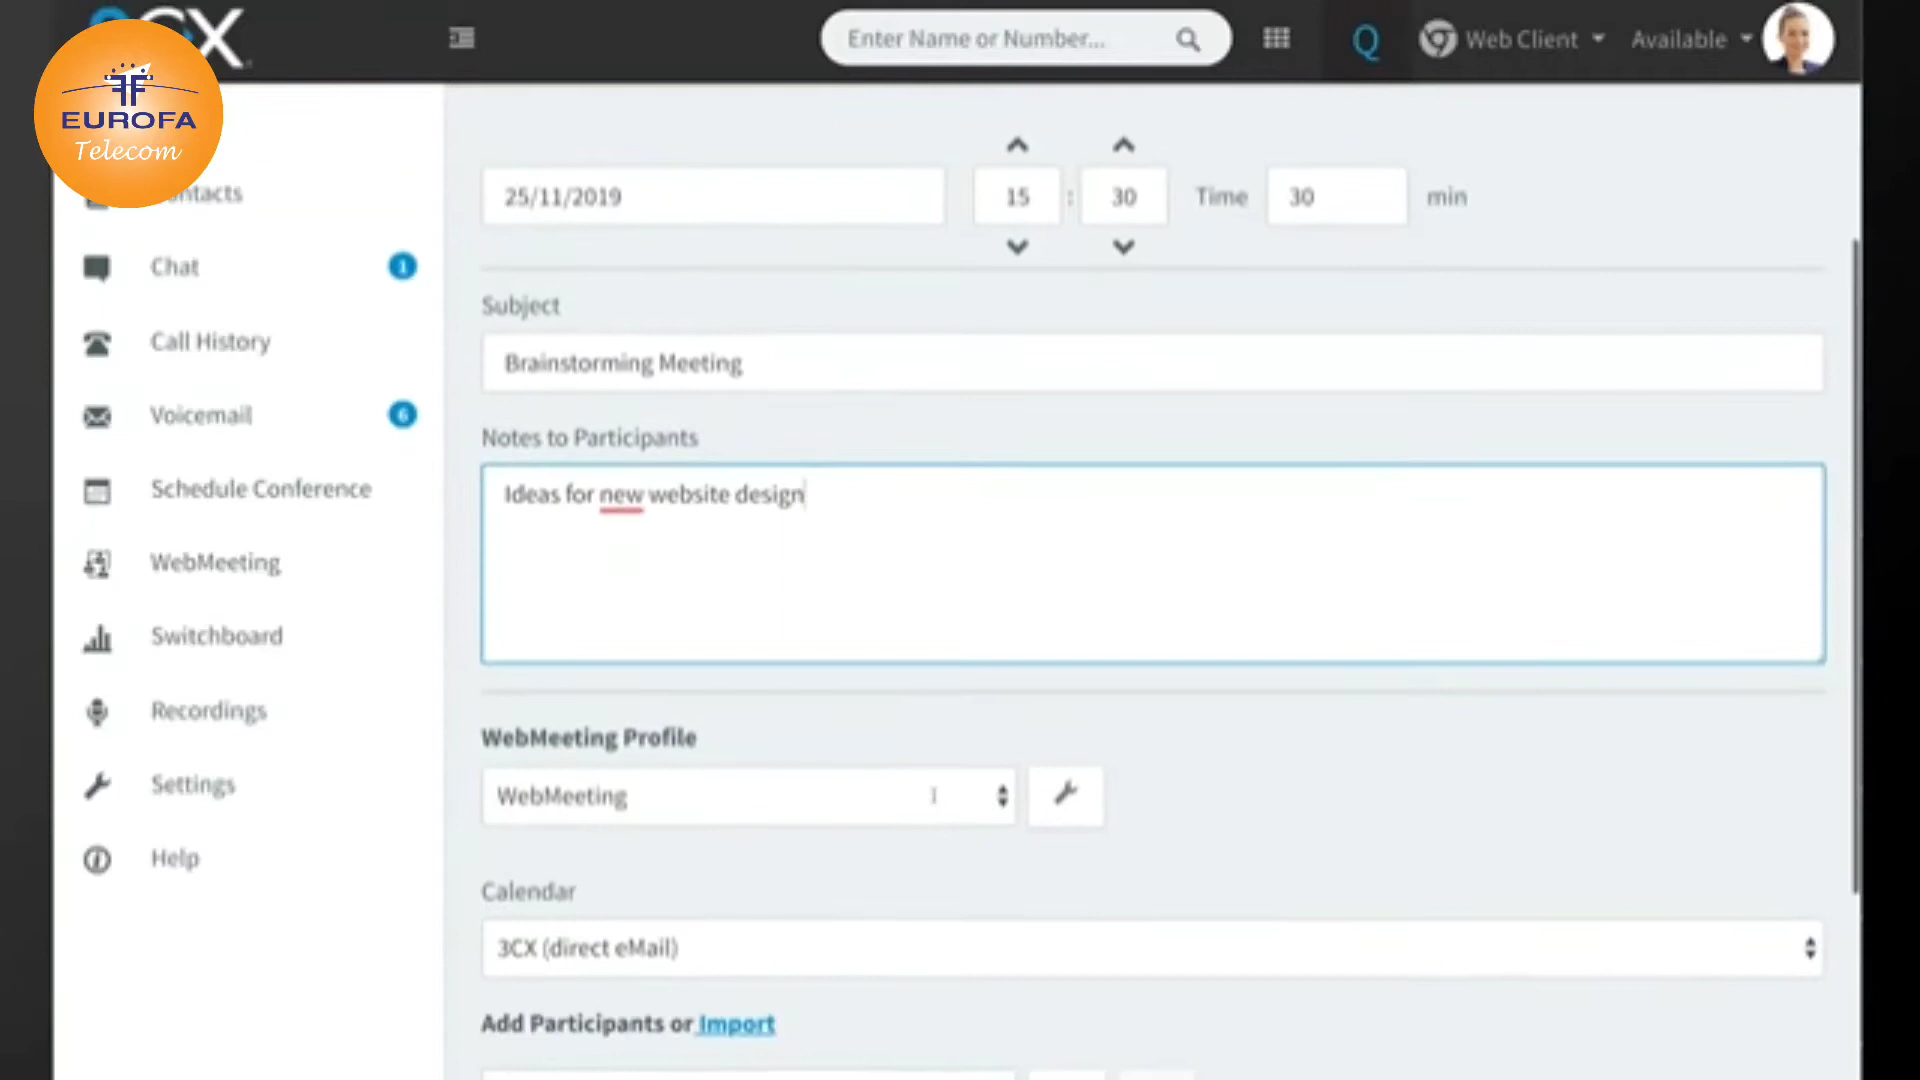 CX
Enter Name or Number...
Q
Web Client
Available
EUROFA
Telecom
ntacts
25/11/2019
15 : 30
Time
30
min
Chat
1
Subject
Call History
Brainstorming Meeting
Voicemail
6
Notes to Participants
Schedule Conference
Ideas for new website design
WebMeeting
Switchboard
Recordings
WebMeeting Profile
Settings
WebMeeting
Help
Calendar
3CX (direct eMail)
Add Participants or Import